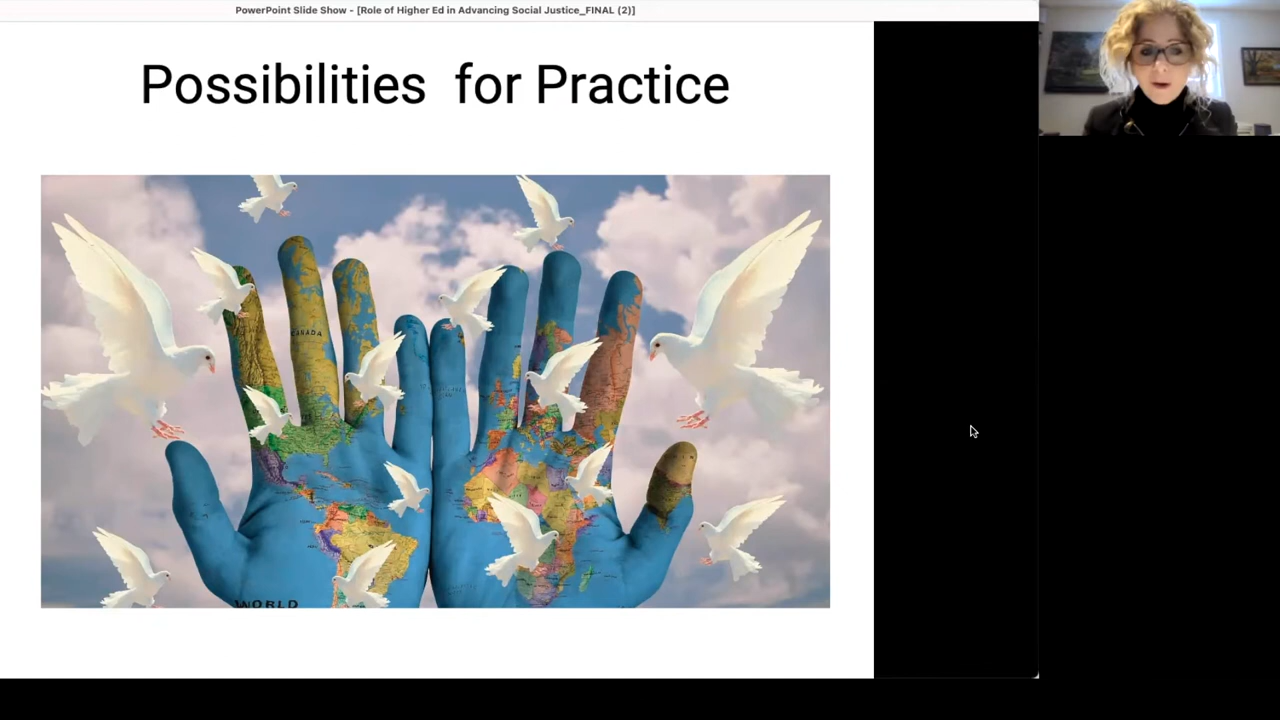 PowerPoint Slide Show - [Role of Higher Ed in Advancing Social Justice_FINAL (2)]
Possibilities for Practice
CANADA
WORLD